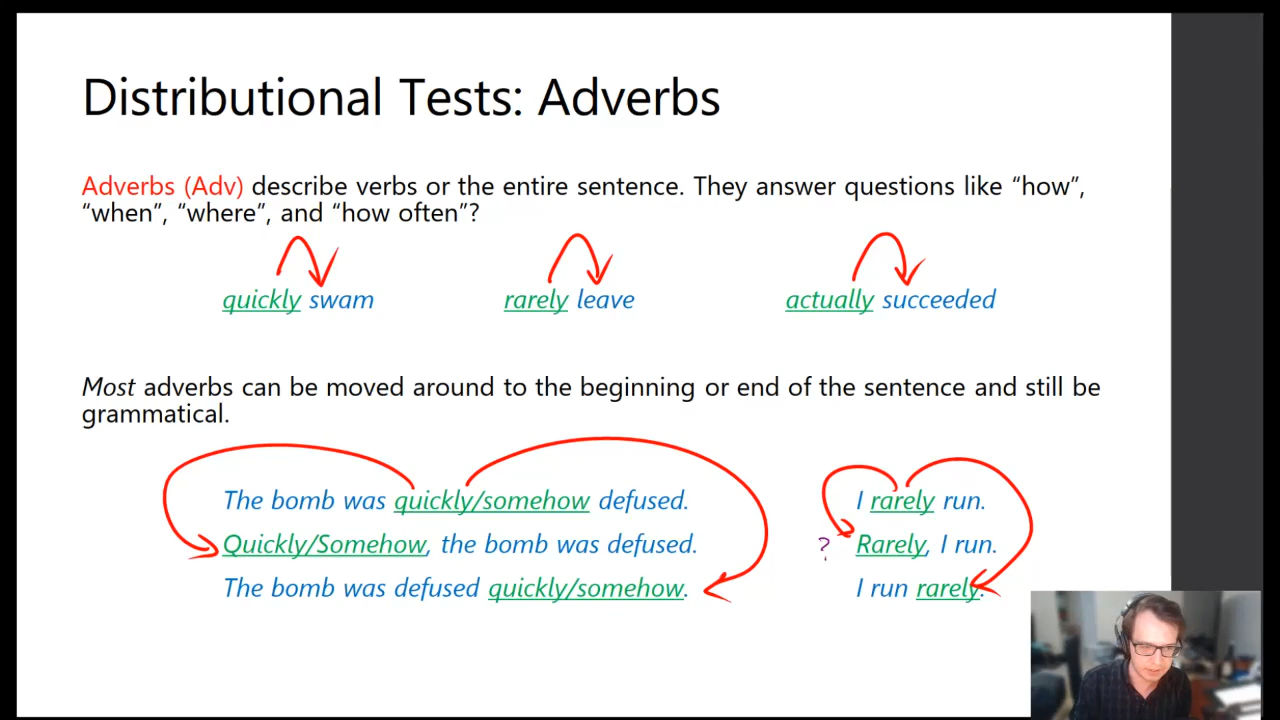 Distributional Tests: Adverbs
Adverbs (Adv) describe verbs or the entire sentence. They answer questions like “how”,
“when”, “where”, and “how often”?
quickly swam
rarely leave
actually succeeded
Most adverbs can be moved around to the beginning or end of the sentence and still be
grammatical.
The bomb was quickly/somehow defused.
Quickly/Somehow, the bomb was defused.
The bomb was defused quickly/somehow.
I rarely run.
? Rarely, I run.
I run rarely.